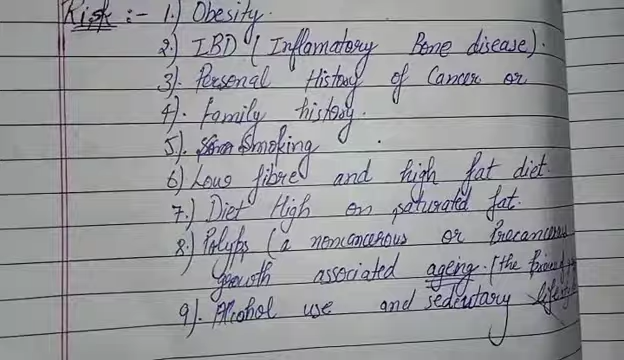 Risk :- 1.) Obesity.
2.) IBD (Inflamatory Bone disease).
3). Personal History of Cancer or
4). Family history.
5). Smoking
6) Low fibre and high fat diet.
7.) Diet High on saturated fat.
8.) Polyps (a noncancerous or Precancerous
growth associated ageing. (the
9). Alcohol use and sedentary lifestyle